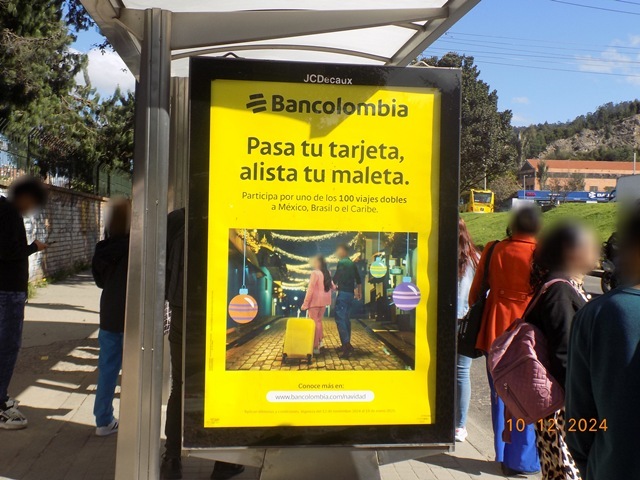 JCDecaux
Bancolombia
Pasa tu tarjeta,
alista tu maleta.
Participa por uno de los 100 viajes dobles
a México, Brasil o el Caribe.
Conoce más en:
www.bancolombia.com/navidad
10 12 2024